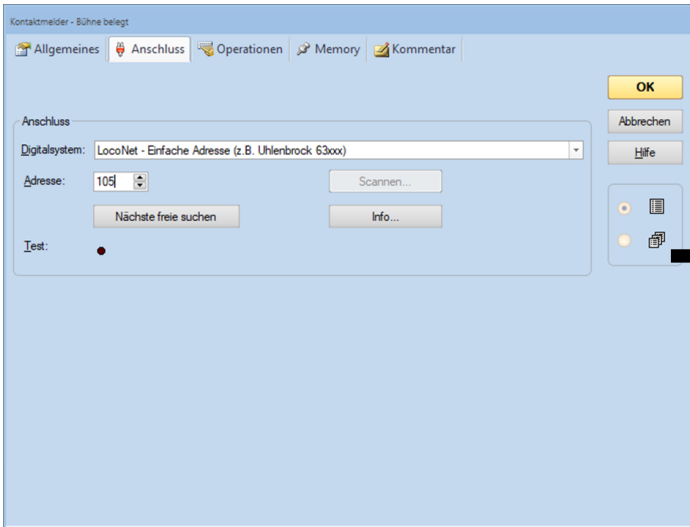 Kontaktmelder - Bühne belegt
Allgemeines Anschluss Operationen Memory Kommentar
OK
Anschluss
Abbrechen
Digitalsystem: LocoNet - Einfache Adresse (z.B. Uhlenbrock 63xxx)
Hilfe
Adresse: 105 Scannen...
Nächste freie suchen Info...
Test: